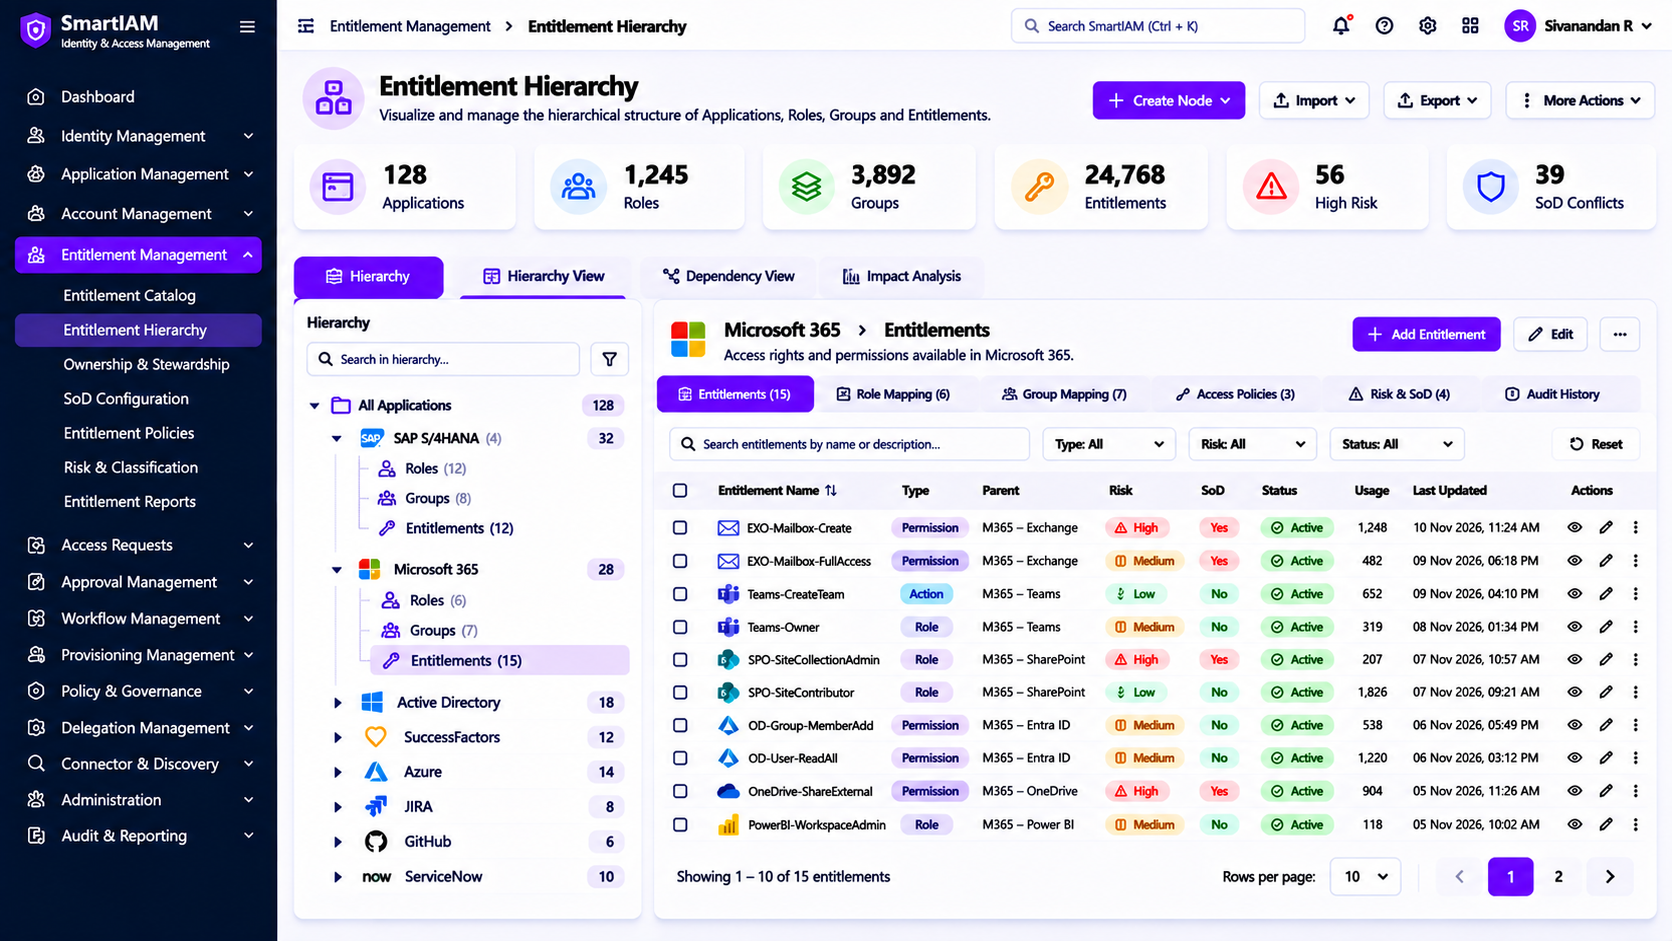 SmartIAM
Identity & Access Management
Dashboard
Identity Management
Application Management
Account Management
Entitlement Management
Entitlement Catalog
Entitlement Hierarchy
Ownership & Stewardship
SoD Configuration
Entitlement Policies
Risk & Classification
Entitlement Reports
Access Requests
Approval Management
Workflow Management
Provisioning Management
Policy & Governance
Delegation Management
Connector & Discovery
Administration
Audit & Reporting
Entitlement Management > Entitlement Hierarchy
Search SmartIAM (Ctrl + K)
SR Sivanandan R
Entitlement Hierarchy
Visualize and manage the hierarchical structure of Applications, Roles, Groups and Entitlements.
+ Create Node
Import
Export
More Actions
128
Applications
1,245
Roles
3,892
Groups
24,768
Entitlements
56
High Risk
39
SoD Conflicts
Hierarchy
Hierarchy View
Dependency View
Impact Analysis
Hierarchy
Search in hierarchy...
All Applications 128
SAP SAP S/4HANA (4) 32
Roles (12)
Groups (8)
Entitlements (12)
Microsoft 365 28
Roles (6)
Groups (7)
Entitlements (15)
Active Directory 18
SuccessFactors 12
Azure 14
JIRA 8
GitHub 6
now ServiceNow 10
Microsoft 365 > Entitlements
Access rights and permissions available in Microsoft 365.
+ Add Entitlement
Edit
...
Entitlements (15)
Role Mapping (6)
Group Mapping (7)
Access Policies (3)
Risk & SoD (4)
Audit History
Search entitlements by name or description...
Type: All
Risk: All
Status: All
Reset
Entitlement Name Type Parent Risk SoD Status Usage Last Updated Actions
EXO-Mailbox-Create Permission M365 – Exchange High Yes Active 1,248 10 Nov 2026, 11:24 AM
EXO-Mailbox-FullAccess Permission M365 – Exchange Medium Yes Active 482 09 Nov 2026, 06:18 PM
Teams-CreateTeam Action M365 – Teams Low No Active 652 09 Nov 2026, 04:10 PM
Teams-Owner Role M365 – Teams Medium No Active 319 08 Nov 2026, 01:34 PM
SPO-SiteCollectionAdmin Role M365 – SharePoint High Yes Active 207 07 Nov 2026, 10:57 AM
SPO-SiteContributor Role M365 – SharePoint Low No Active 1,826 07 Nov 2026, 09:21 AM
OD-Group-MemberAdd Permission M365 – Entra ID Medium No Active 538 06 Nov 2026, 05:49 PM
OD-User-ReadAll Permission M365 – Entra ID Medium No Active 1,220 06 Nov 2026, 03:12 PM
OneDrive-ShareExternal Permission M365 – OneDrive High Yes Active 904 05 Nov 2026, 11:26 AM
PowerBI-WorkspaceAdmin Role M365 – Power BI Medium No Active 118 05 Nov 2026, 10:02 AM
Showing 1 – 10 of 15 entitlements
Rows per page: 10
< 1 2 >